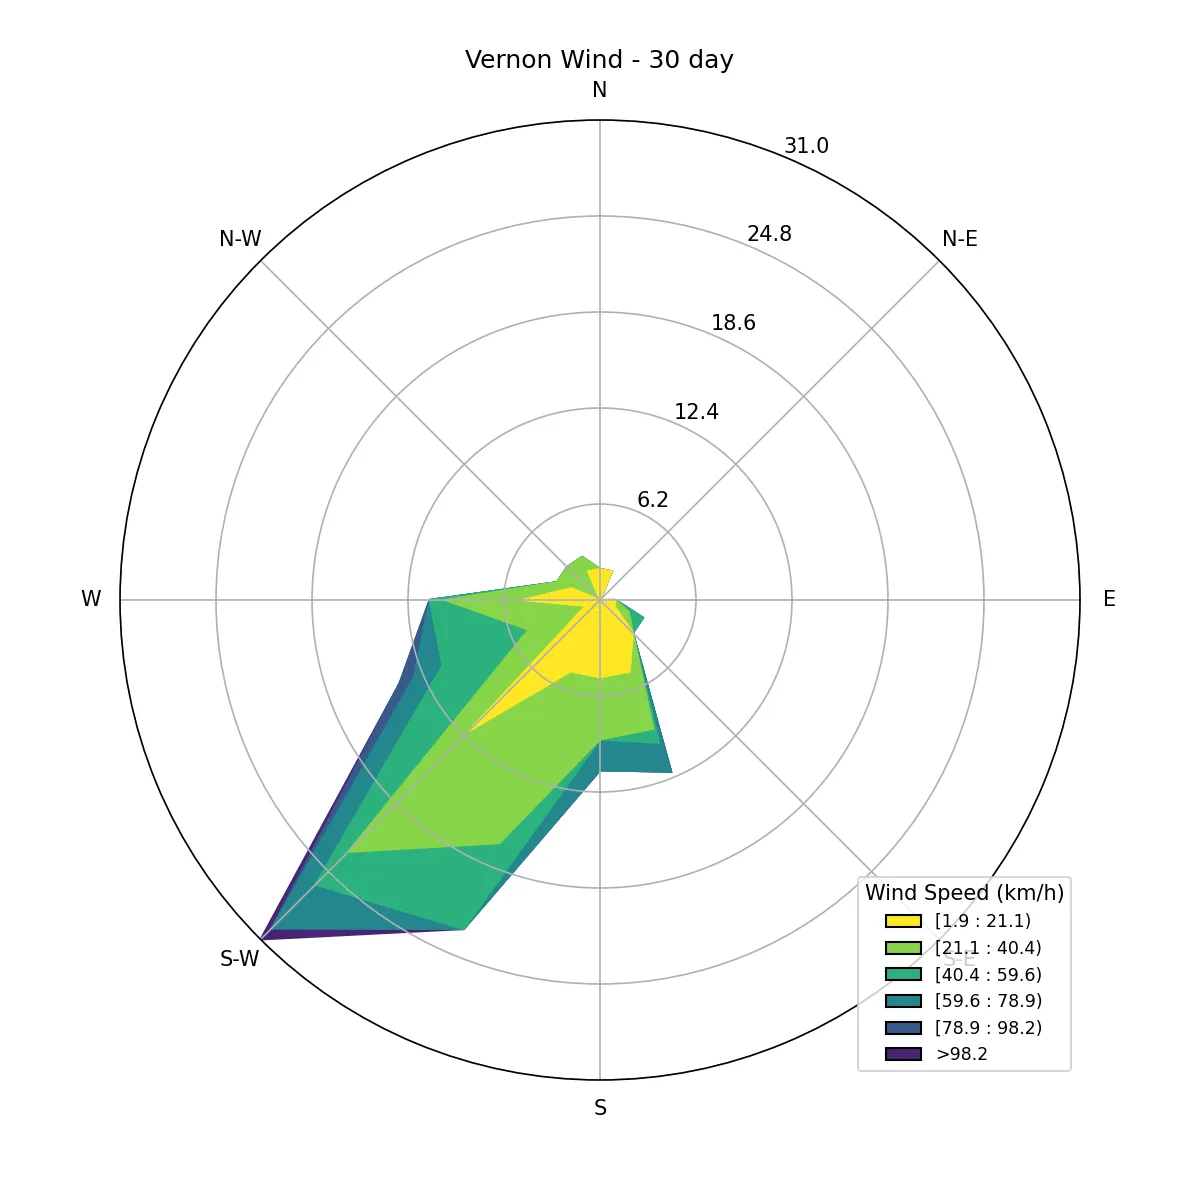 Vernon Wind - 30 day
N
31.0
N-W
24.8
N-E
18.6
12.4
6.2
W
E
Wind Speed (km/h)
[1.9 : 21.1)
[21.1 : 40.4)
[40.4 : 59.6)
[59.6 : 78.9)
[78.9 : 98.2)
>98.2
S-W
S-E
S